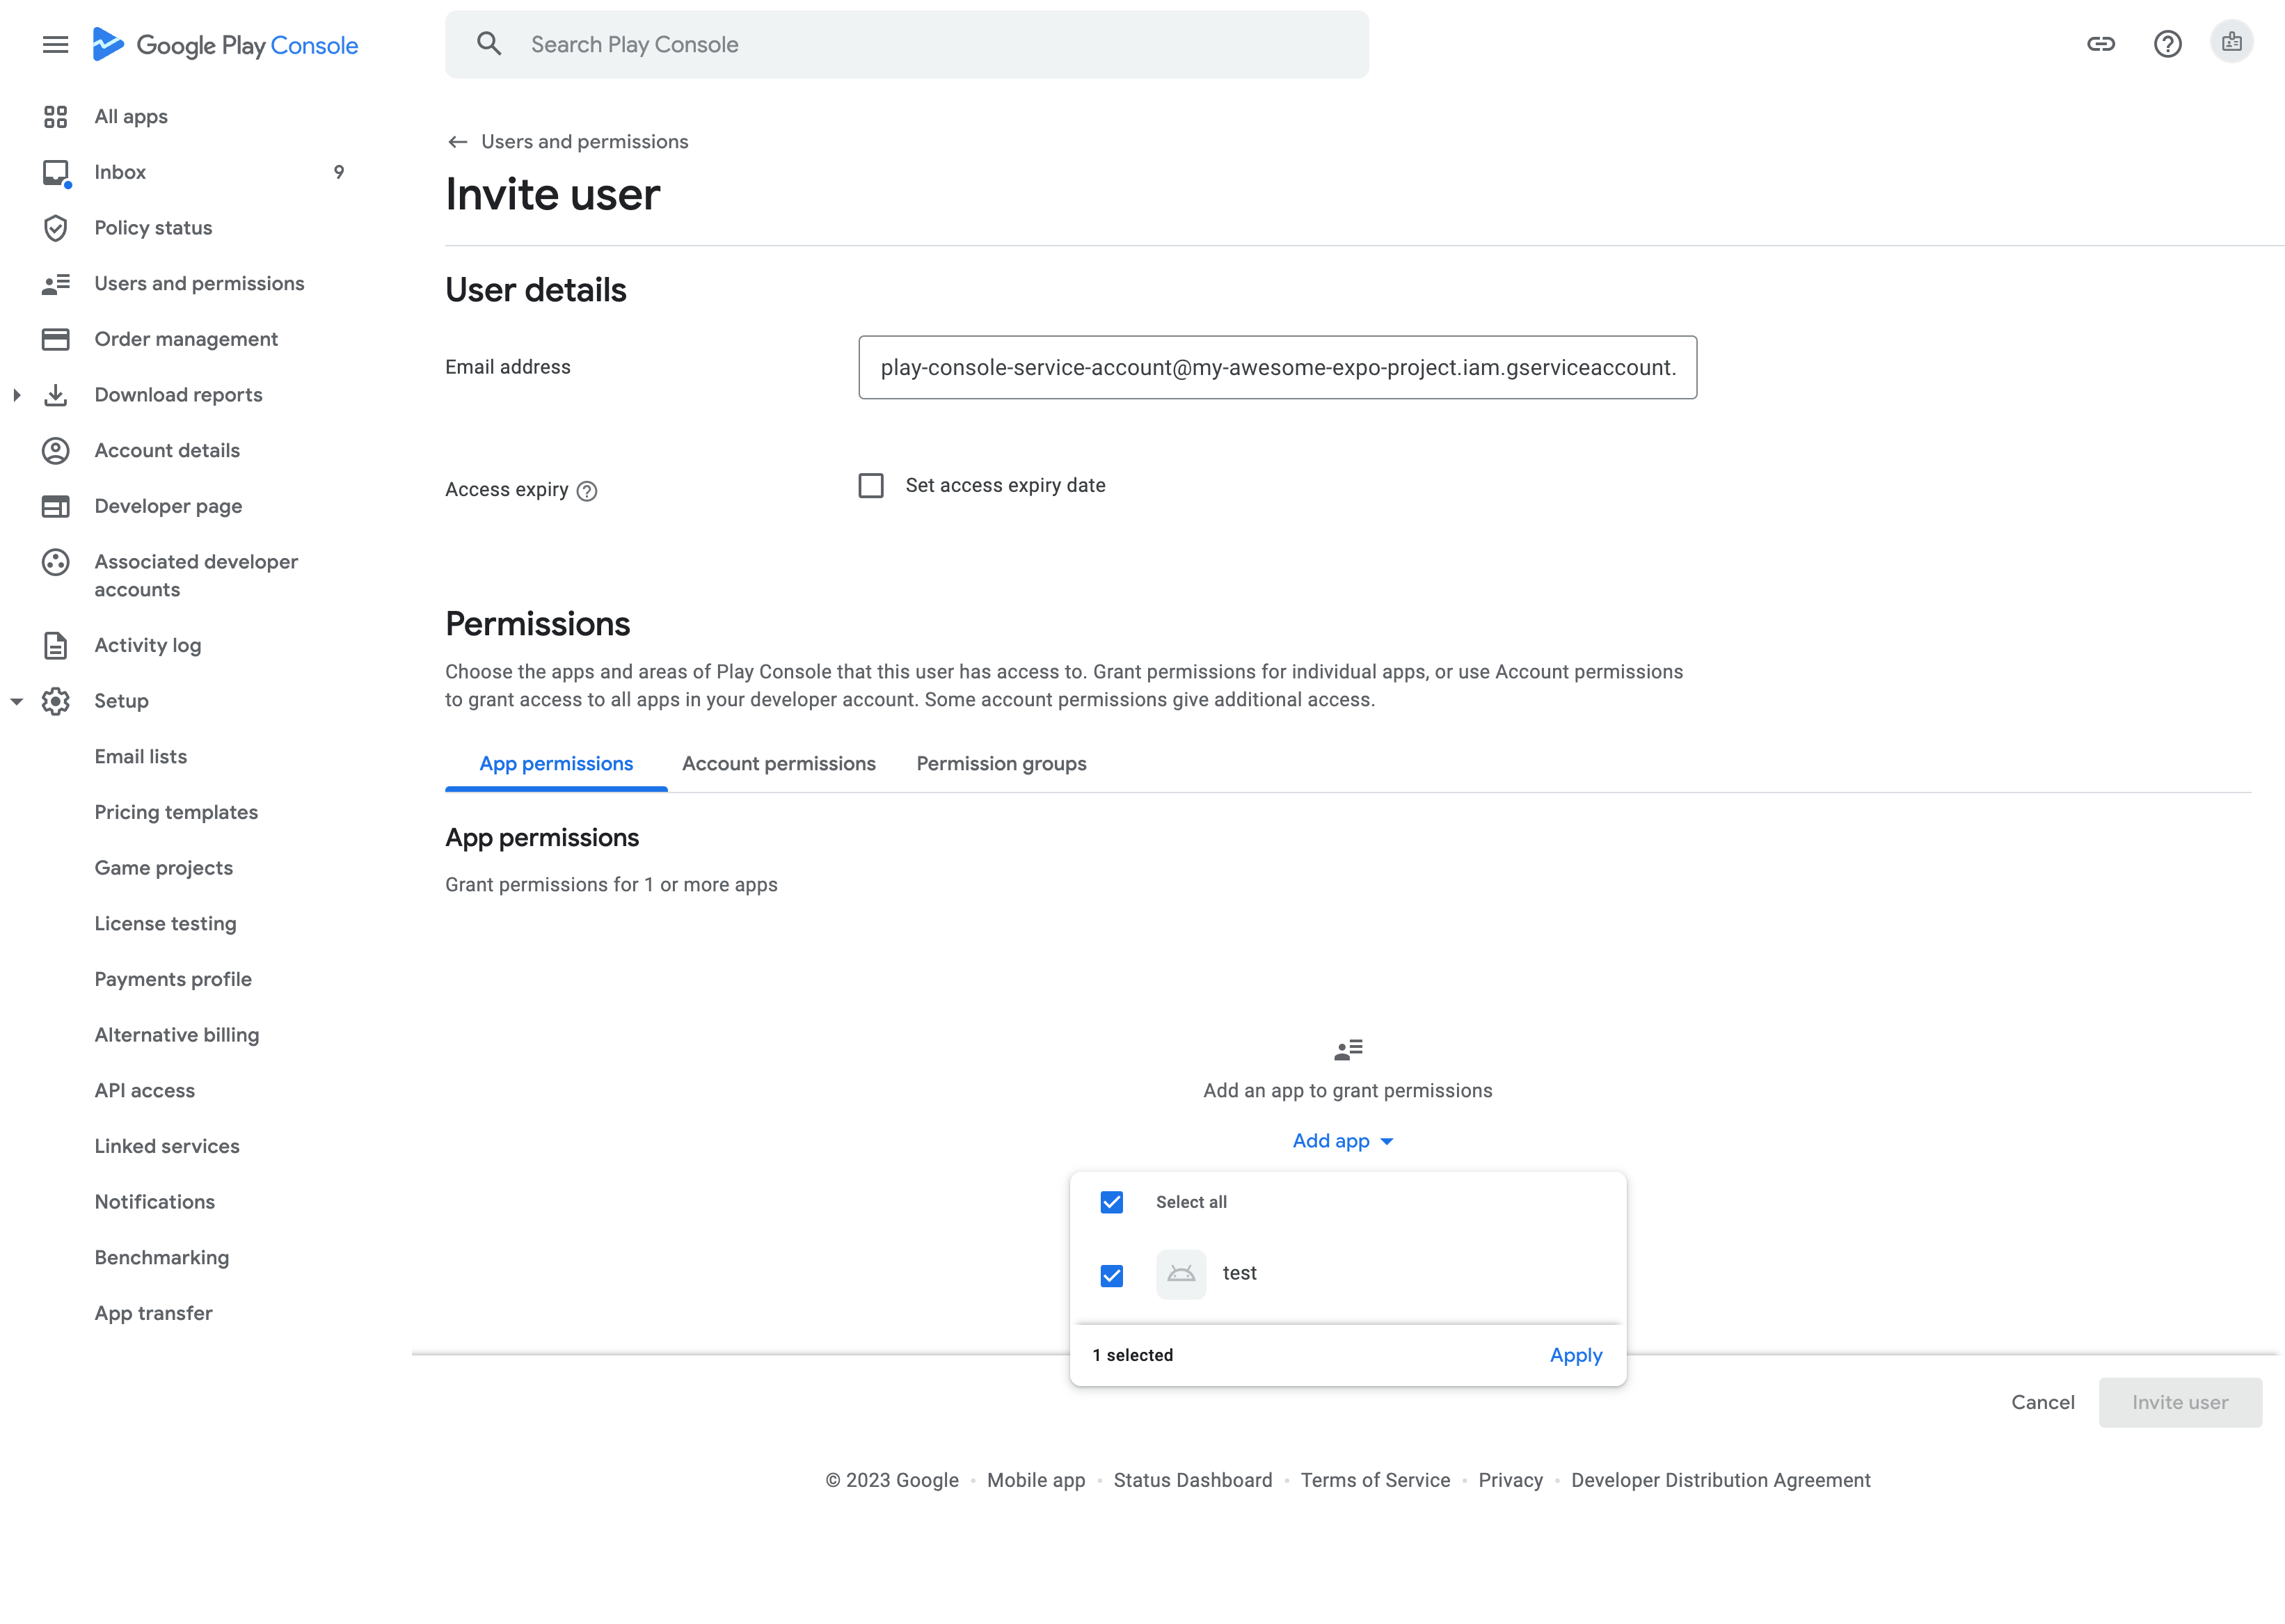 Google Play Console
Search Play Console
All apps
Inbox 9
Policy status
Users and permissions
Order management
Download reports
Account details
Developer page
Associated developer
accounts
Activity log
Setup
Email lists
Pricing templates
Game projects
License testing
Payments profile
Alternative billing
API access
Linked services
Notifications
Benchmarking
App transfer
Users and permissions
Invite user
User details
Email address
play-console-service-account@my-awesome-expo-project.iam.gserviceaccount.
Access expiry
Set access expiry date
Permissions
Choose the apps and areas of Play Console that this user has access to. Grant permissions for individual apps, or use Account permissions
to grant access to all apps in your developer account. Some account permissions give additional access.
App permissions Account permissions Permission groups
App permissions
Grant permissions for 1 or more apps
Add an app to grant permissions
Add app
Select all
test
1 selected Apply
Cancel Invite user
© 2023 Google • Mobile app • Status Dashboard • Terms of Service • Privacy • Developer Distribution Agreement